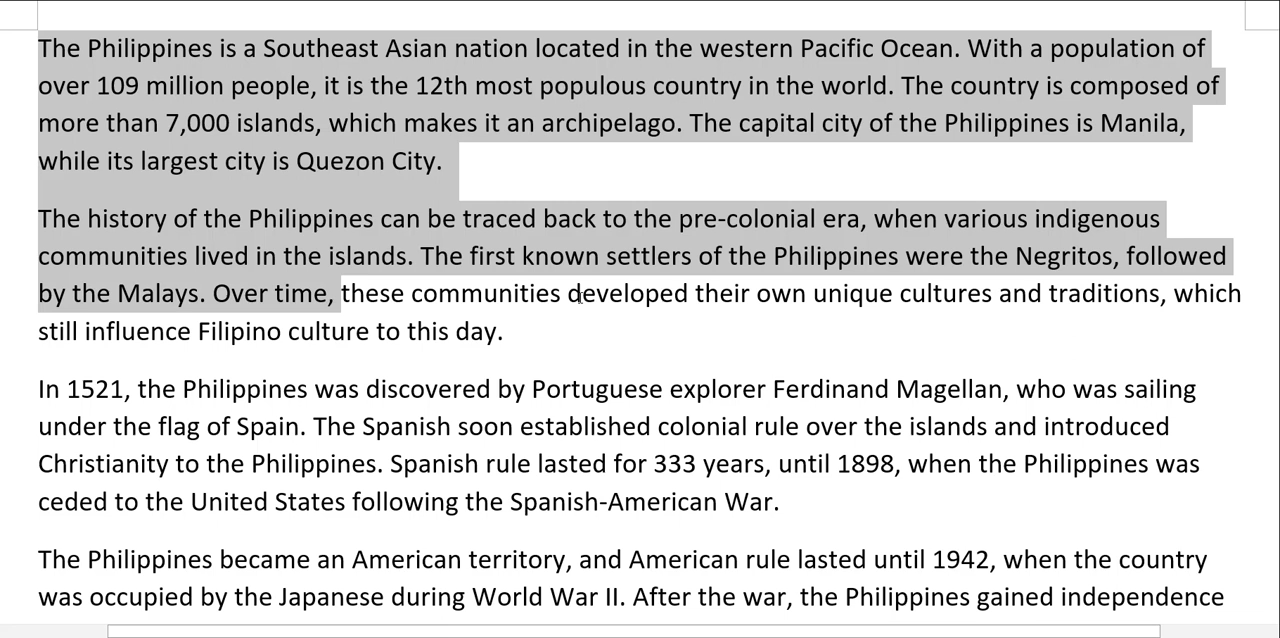 The Philippines is a Southeast Asian nation located in the western Pacific Ocean. With a population of
over 109 million people, it is the 12th most populous country in the world. The country is composed of
more than 7,000 islands, which makes it an archipelago. The capital city of the Philippines is Manila,
while its largest city is Quezon City.
The history of the Philippines can be traced back to the pre-colonial era, when various indigenous
communities lived in the islands. The first known settlers of the Philippines were the Negritos, followed
by the Malays. Over time, these communities developed their own unique cultures and traditions, which
still influence Filipino culture to this day.
In 1521, the Philippines was discovered by Portuguese explorer Ferdinand Magellan, who was sailing
under the flag of Spain. The Spanish soon established colonial rule over the islands and introduced
Christianity to the Philippines. Spanish rule lasted for 333 years, until 1898, when the Philippines was
ceded to the United States following the Spanish-American War.
The Philippines became an American territory, and American rule lasted until 1942, when the country
was occupied by the Japanese during World War II. After the war, the Philippines gained independence